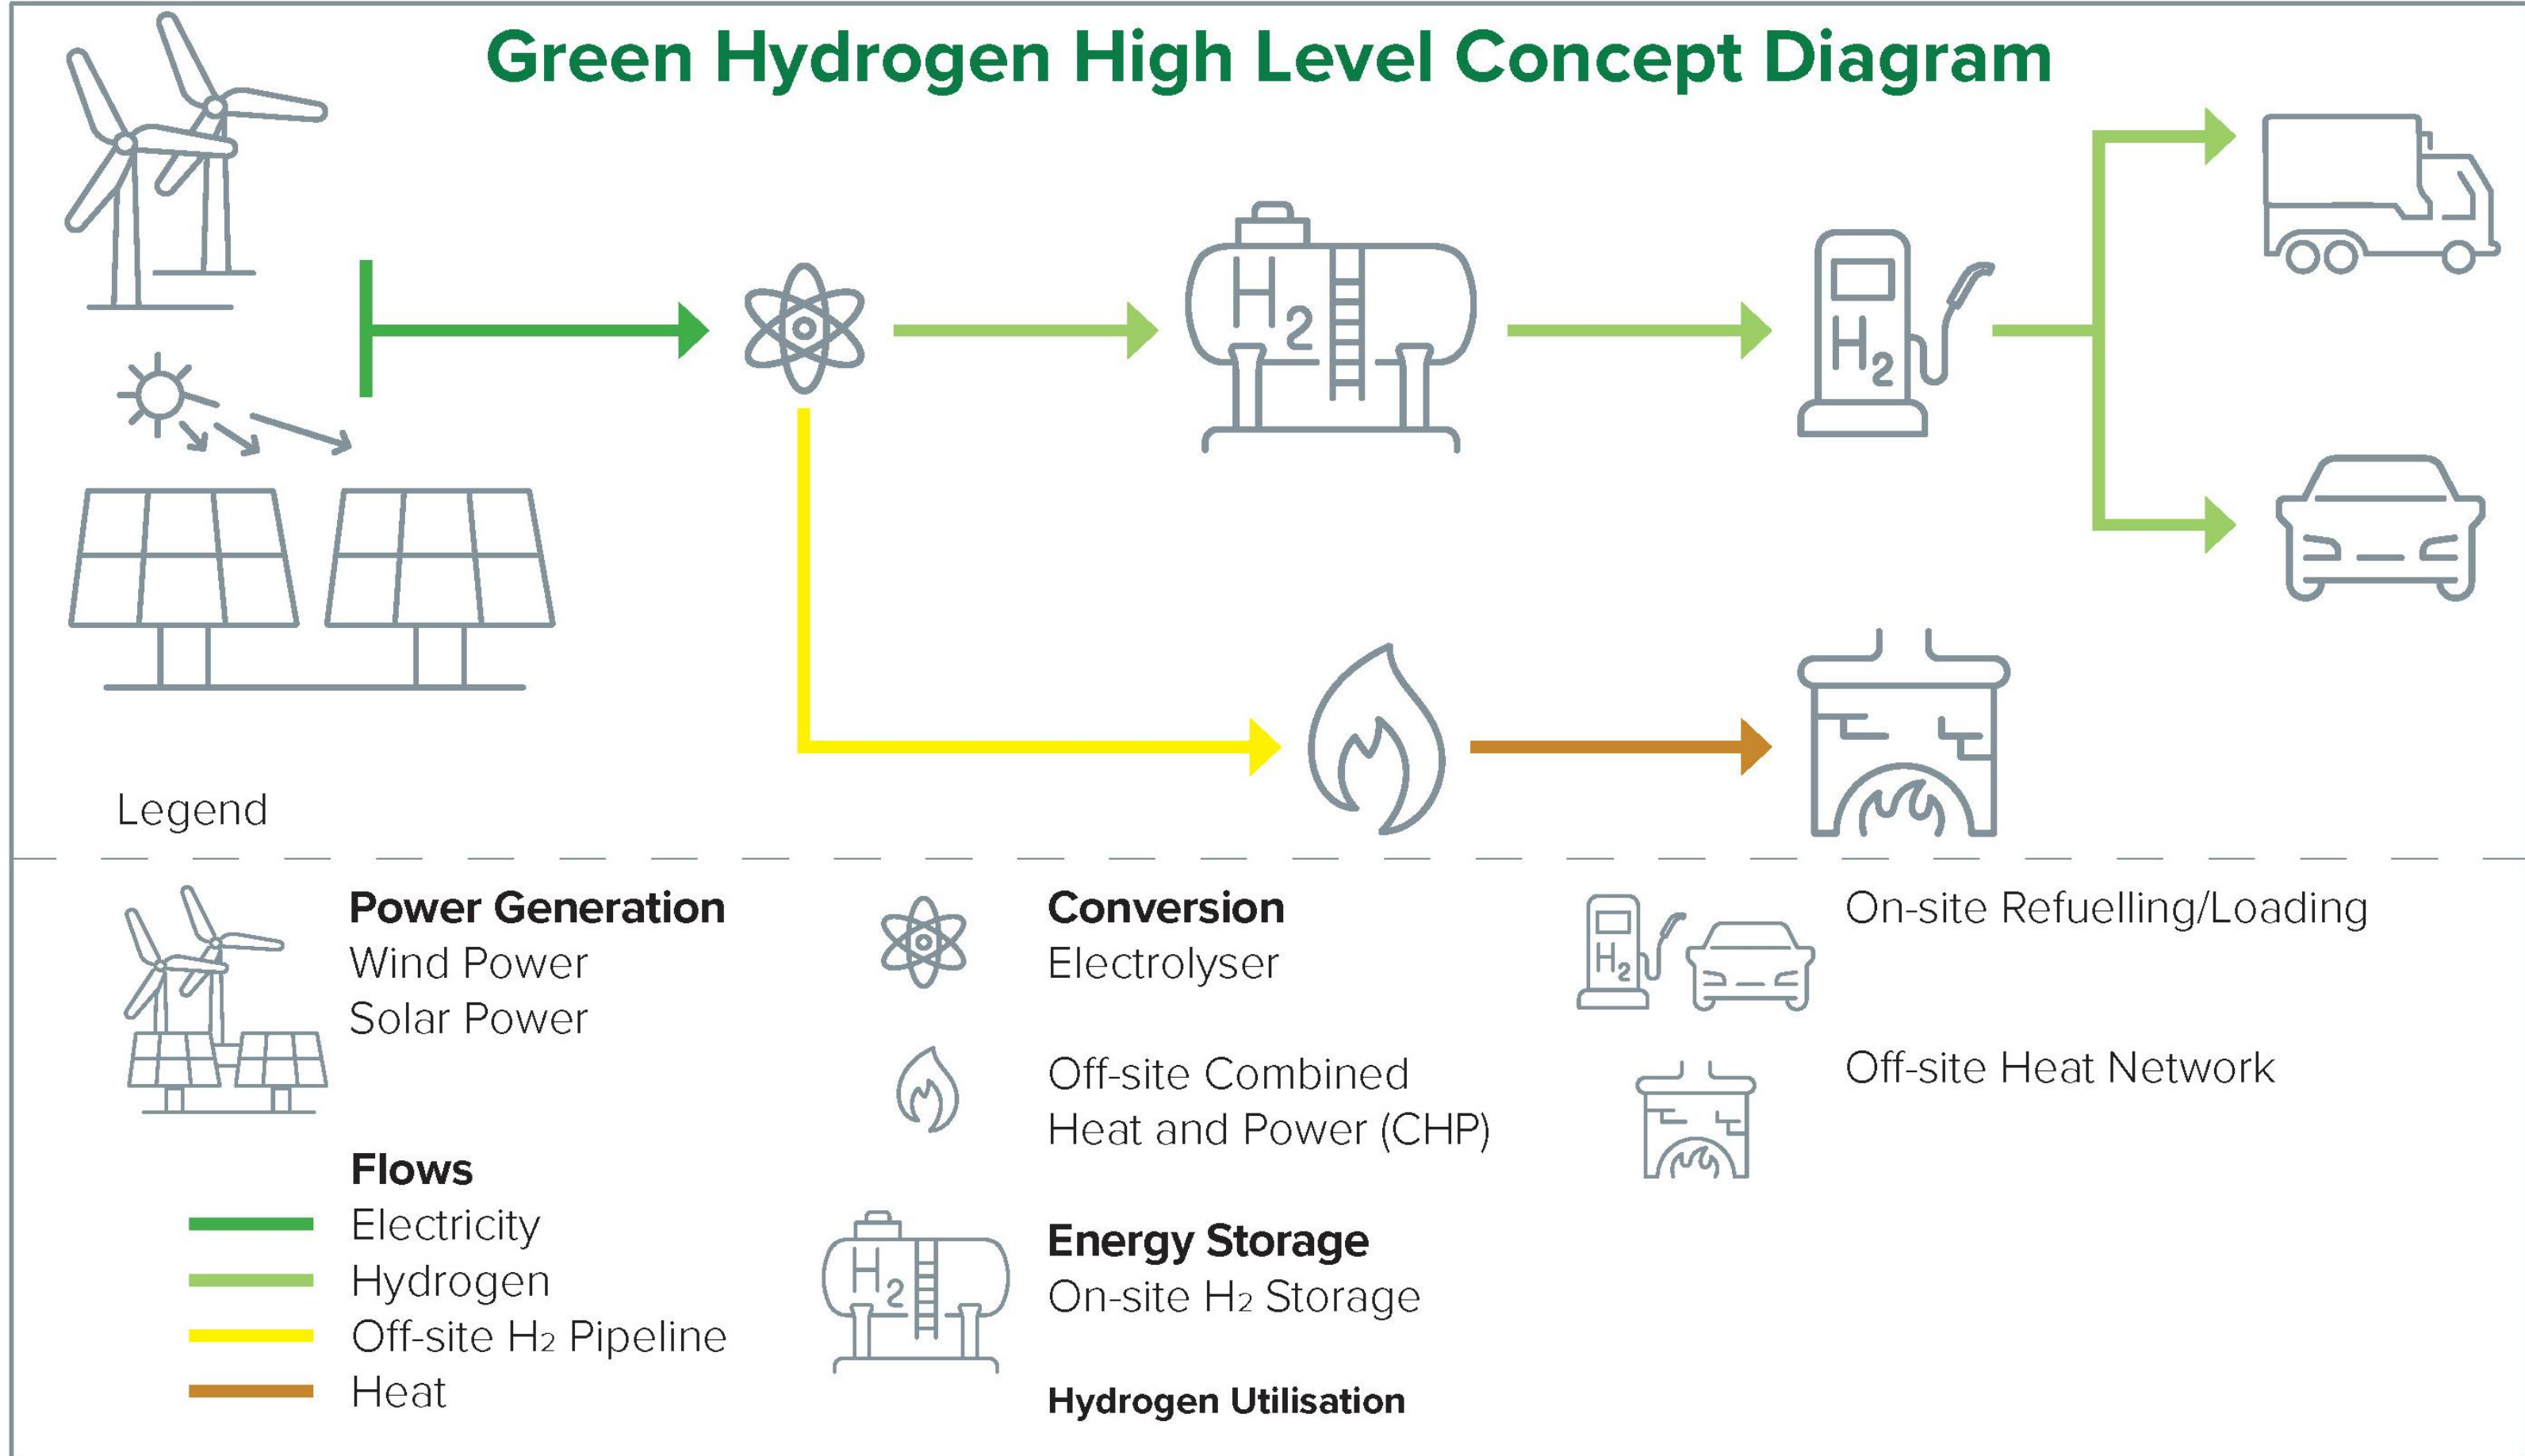 Green Hydrogen High Level Concept Diagram
H2
H2
Legend
Power Generation
Wind Power
Solar Power
Flows
Electricity
Hydrogen
Off-site H2 Pipeline
Heat
Conversion
Electrolyser
Off-site Combined
Heat and Power (CHP)
H2
Energy Storage
On-site H2 Storage
Hydrogen Utilisation
H2
On-site Refuelling/Loading
Off-site Heat Network